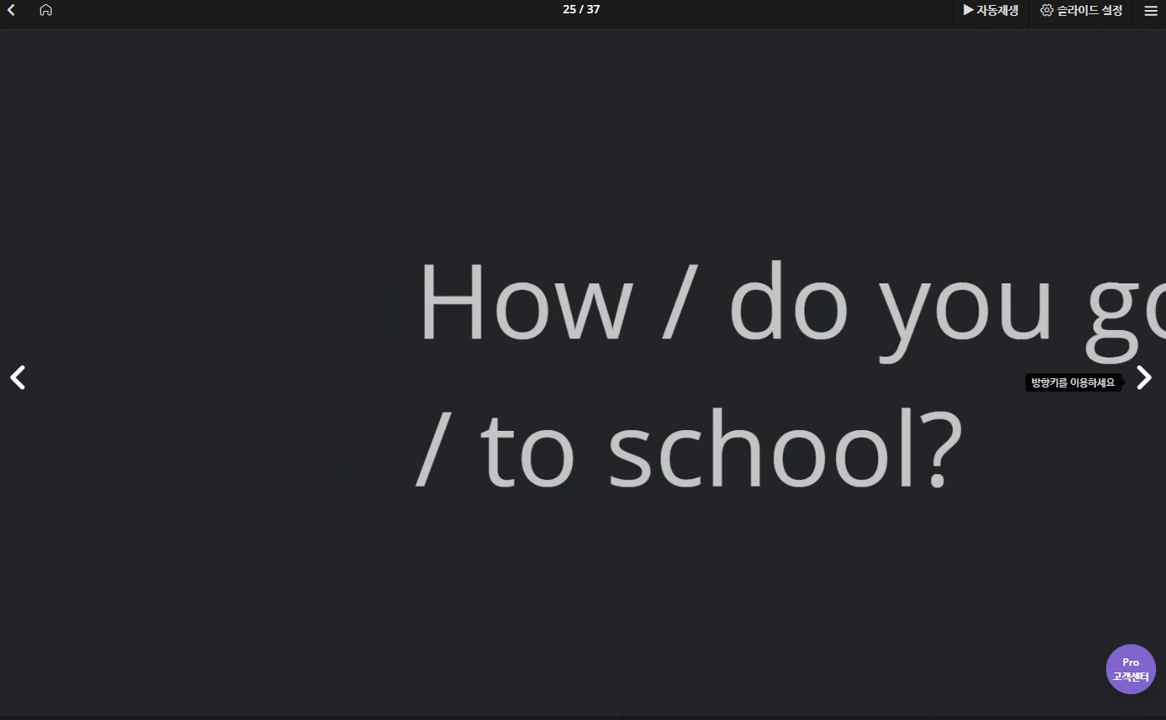 25 / 37
▶ 자동재생
슬라이드 설정
How / do you go
/ to school?
방향키를 이용하세요
Pro
고객센터